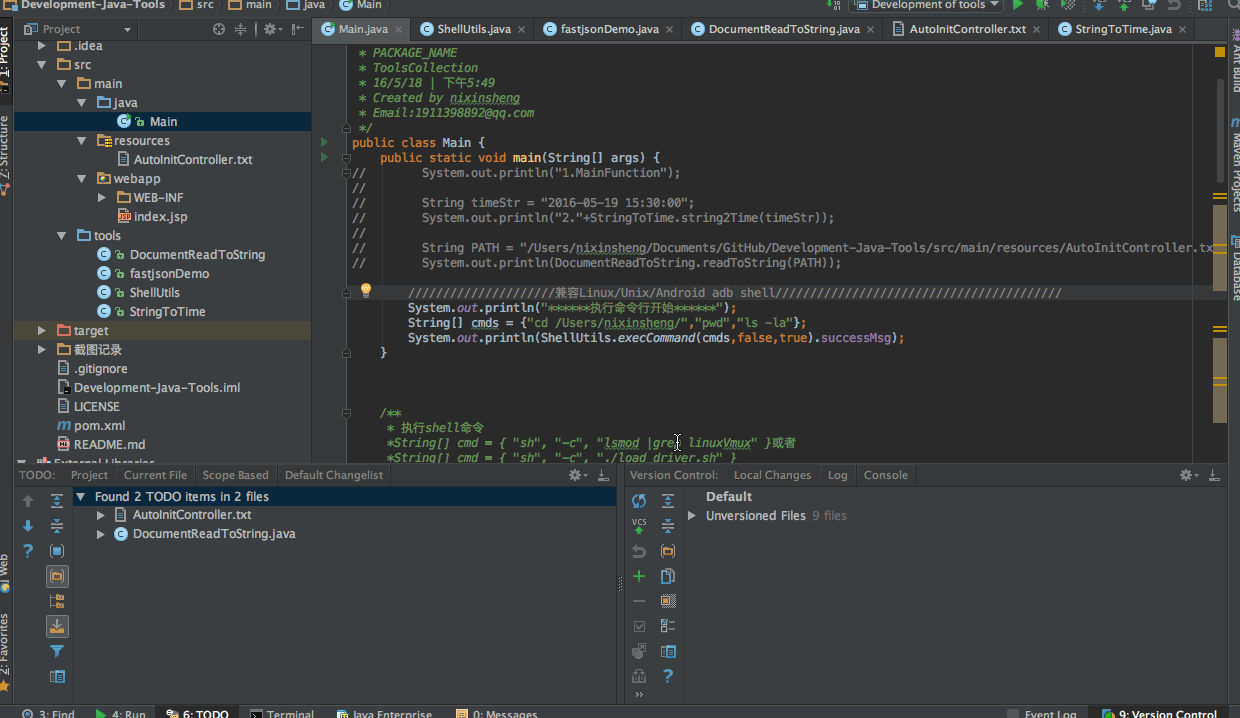 Development-Java-Tools src main java Main
Development of tools
Project
Main.java ShellUtils.java fastjsonDemo.java DocumentReadToString.java AutoInitController.txt StringToTime.java
1: Project
7: Structure
Web
2: Favorites
.idea
src
main
java
Main
resources
AutoInitController.txt
webapp
WEB-INF
index.jsp
tools
DocumentReadToString
fastjsonDemo
ShellUtils
StringToTime
target
截图记录
.gitignore
Development-Java-Tools.iml
LICENSE
pom.xml
README.md
External Libraries
* PACKAGE_NAME
* ToolsCollection
* 16/5/18 | 下午5:49
* Created by nixinsheng
* Email:1911398892@qq.com
*/
public class Main {
public static void main(String[] args) {
// System.out.println("1.MainFunction");
//
// String timeStr = "2016-05-19 15:30:00";
// System.out.println("2."+StringToTime.string2Time(timeStr));
//
// String PATH = "/Users/nixinsheng/Documents/GitHub/Development-Java-Tools/src/main/resources/AutoInitController.tx
// System.out.println(DocumentReadToString.readToString(PATH));
/////////////////////兼容Linux/Unix/Android adb shell/////////////////////////////////////////
System.out.println("******执行命令行开始******");
String[] cmds = {"cd /Users/nixinsheng/","pwd","ls -la"};
System.out.println(ShellUtils.execCommand(cmds,false,true).successMsg);
}
/**
* 执行shell命令
*String[] cmd = { "sh", "-c", "lsmod |grep linuxVmux" }或者
*String[] cmd = { "sh", "-c", "./load_driver.sh" }
Ant Build
Maven Projects
Database
TODO: Project Current File Scope Based Default Changelist
Found 2 TODO items in 2 files
AutoInitController.txt
DocumentReadToString.java
Version Control: Local Changes Log Console
VCS
Default
Unversioned Files 9 files
3: Find 4: Run 6: TODO Terminal Java Enterprise 0: Messages Event Log 9: Version Control